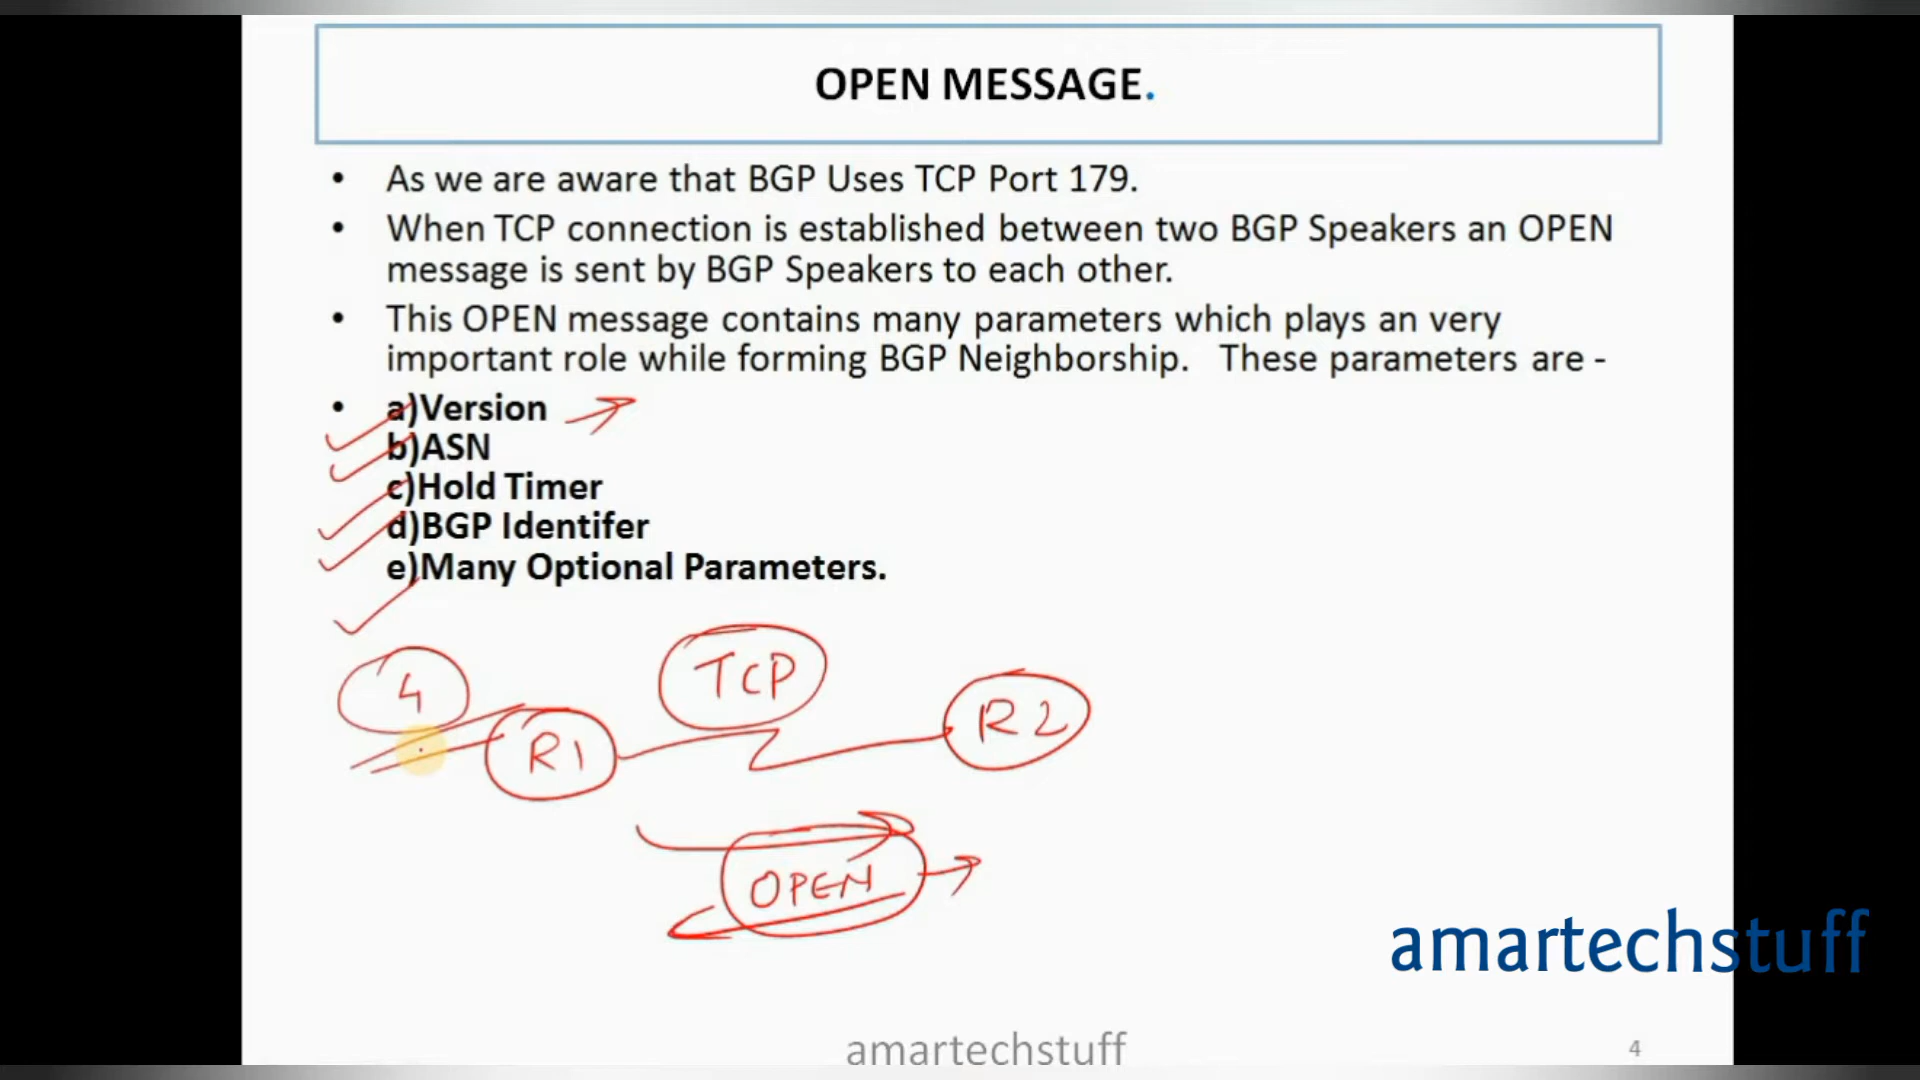 OPEN MESSAGE.
• As we are aware that BGP Uses TCP Port 179.
• When TCP connection is established between two BGP Speakers an OPEN
message is sent by BGP Speakers to each other.
• This OPEN message contains many parameters which plays an very
important role while forming BGP Neighborship. These parameters are -
• a)Version
b)ASN
c)Hold Timer
d)BGP Identifer
e)Many Optional Parameters.
4
TCP
R1
R2
OPEN
amartechstuff
amartechstuff
4